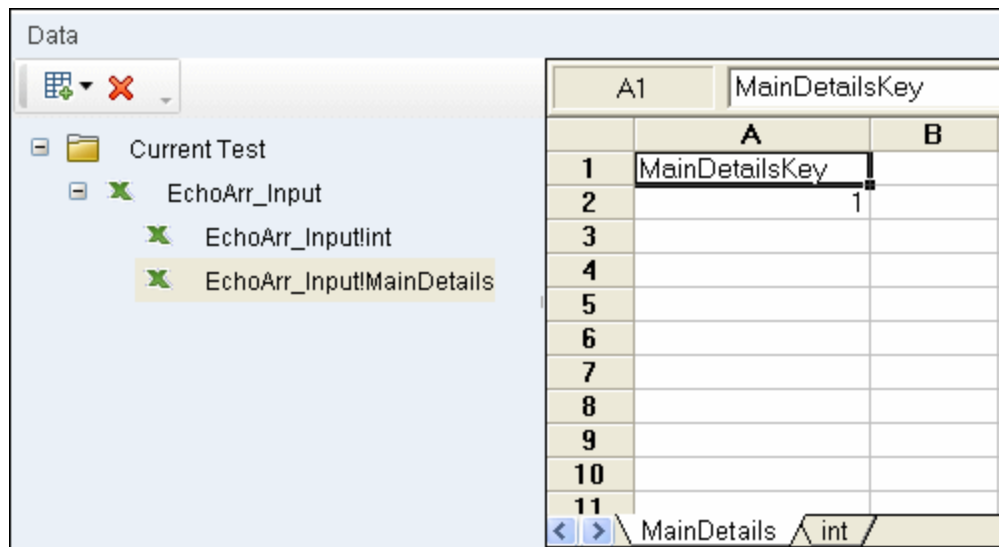 Data
Current Test
EchoArr_Input
EchoArr_Input!int
EchoArr_Input!MainDetails
A1 MainDetailsKey
A B
1 MainDetailsKey
2 1
3
4
5
6
7
8
9
10
11
MainDetails int